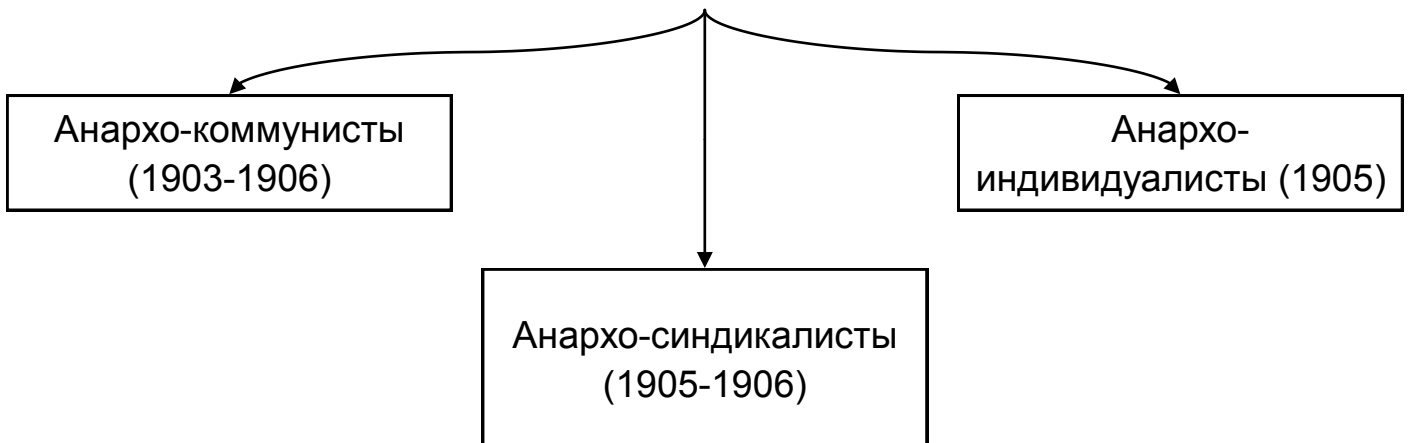 Анархо-коммунисты
(1903-1906)
Анархо-
индивидуалисты (1905)
Анархо-синдикалисты
(1905-1906)